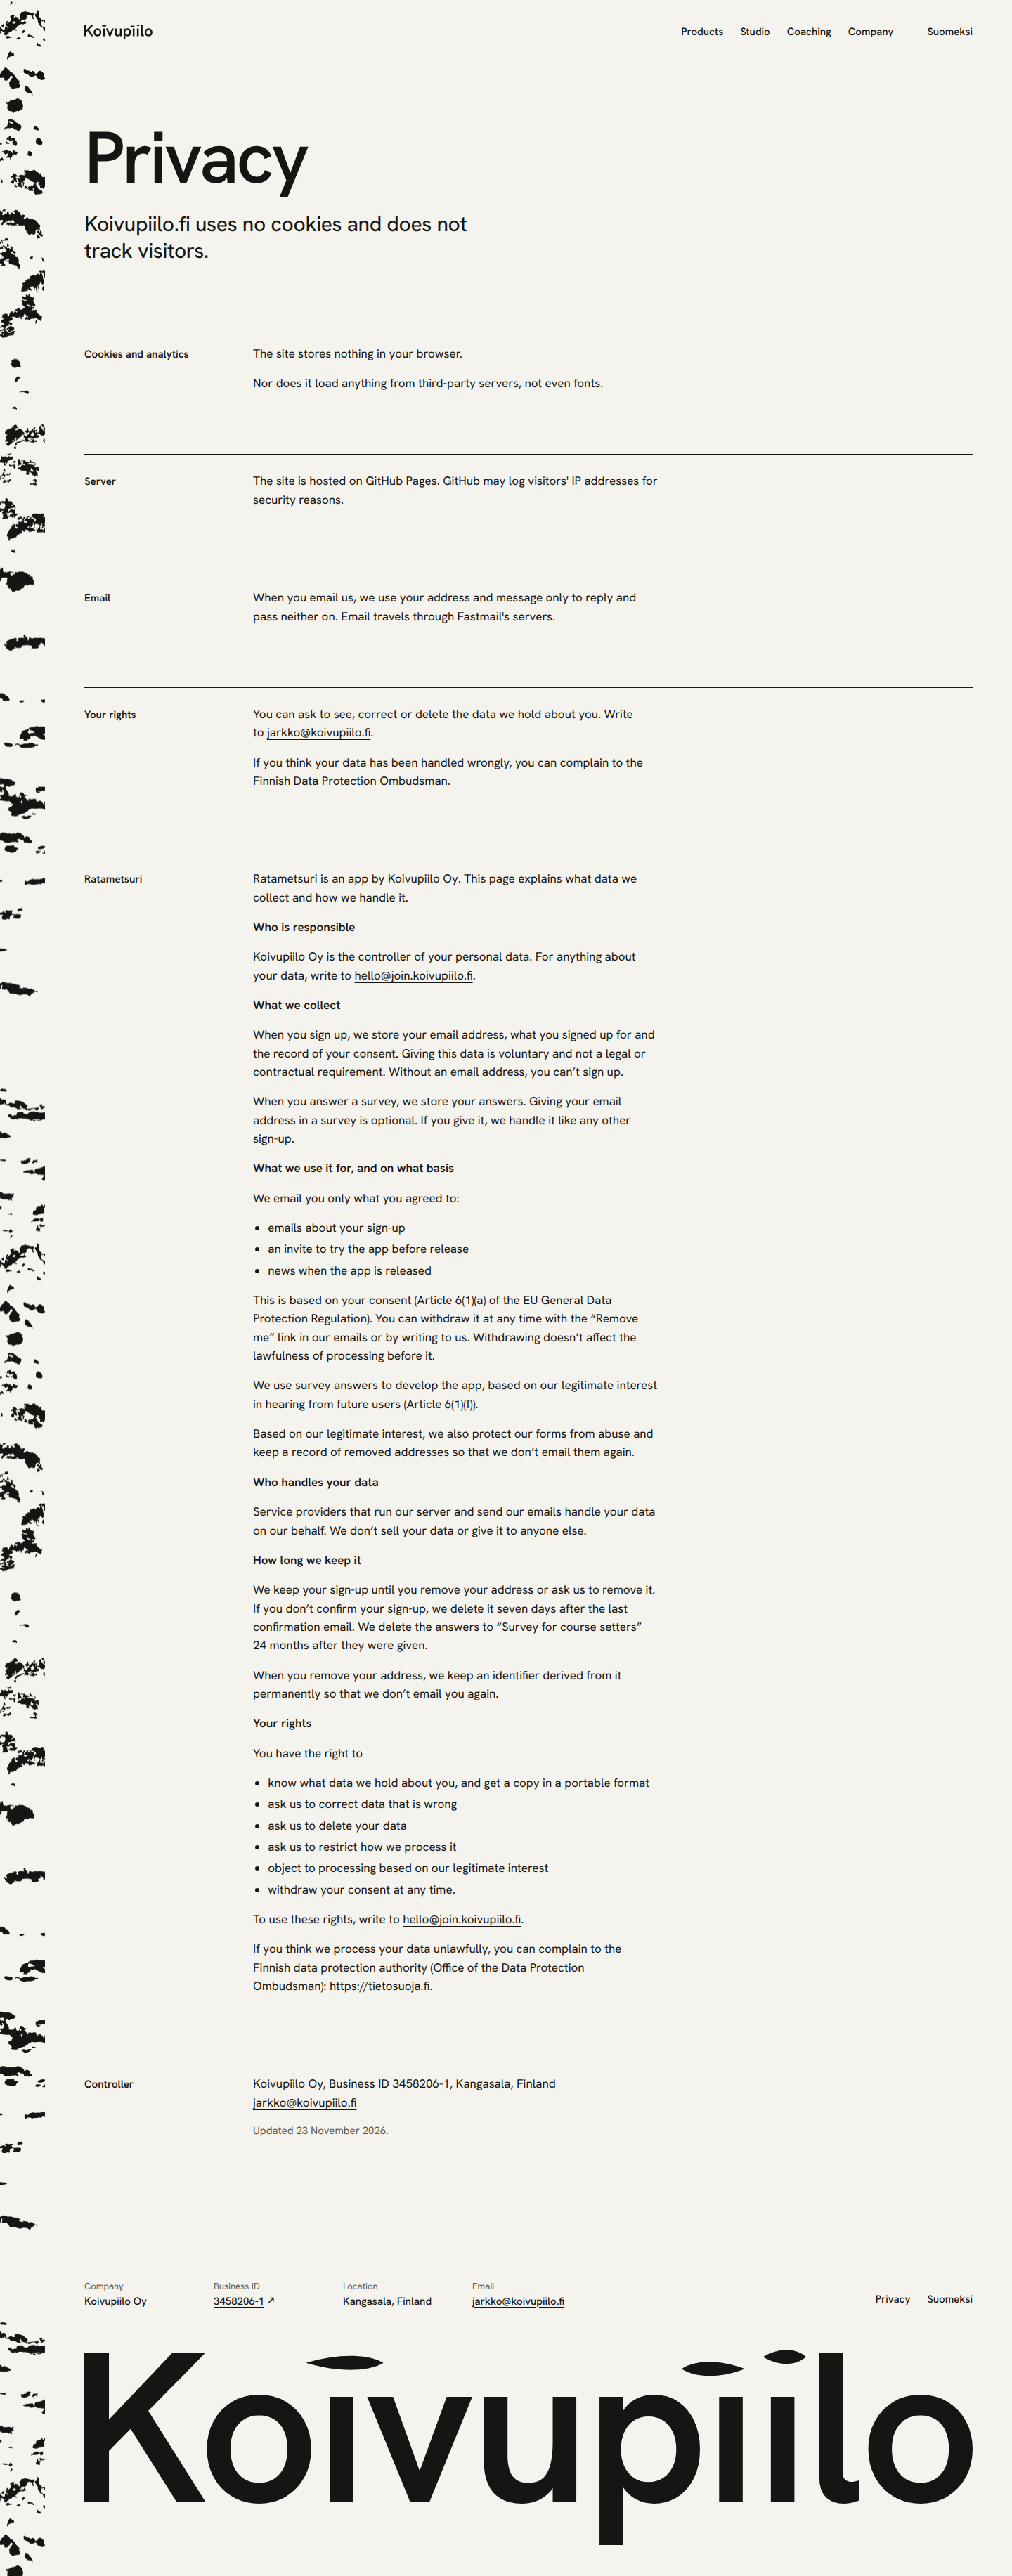 Koivupiilo
Products Studio Coaching Company Suomeksi
Privacy
Koivupiilo.fi uses no cookies and does not
track visitors.
Cookies and analytics
The site stores nothing in your browser.
Nor does it load anything from third-party servers, not even fonts.
Server
The site is hosted on GitHub Pages. GitHub may log visitors' IP addresses for
security reasons.
Email
When you email us, we use your address and message only to reply and
pass neither on. Email travels through Fastmail's servers.
Your rights
You can ask to see, correct or delete the data we hold about you. Write
to jarkko@koivupiilo.fi.
If you think your data has been handled wrongly, you can complain to the
Finnish Data Protection Ombudsman.
Ratametsuri
Ratametsuri is an app by Koivupiilo Oy. This page explains what data we
collect and how we handle it.
Who is responsible
Koivupiilo Oy is the controller of your personal data. For anything about
your data, write to hello@join.koivupiilo.fi.
What we collect
When you sign up, we store your email address, what you signed up for and
the record of your consent. Giving this data is voluntary and not a legal or
contractual requirement. Without an email address, you can’t sign up.
When you answer a survey, we store your answers. Giving your email
address in a survey is optional. If you give it, we handle it like any other
sign-up.
What we use it for, and on what basis
We email you only what you agreed to:
• emails about your sign-up
• an invite to try the app before release
• news when the app is released
This is based on your consent (Article 6(1)(a) of the EU General Data
Protection Regulation). You can withdraw it at any time with the “Remove
me” link in our emails or by writing to us. Withdrawing doesn’t affect the
lawfulness of processing before it.
We use survey answers to develop the app, based on our legitimate interest
in hearing from future users (Article 6(1)(f)).
Based on our legitimate interest, we also protect our forms from abuse and
keep a record of removed addresses so that we don’t email them again.
Who handles your data
Service providers that run our server and send our emails handle your data
on our behalf. We don’t sell your data or give it to anyone else.
How long we keep it
We keep your sign-up until you remove your address or ask us to remove it.
If you don’t confirm your sign-up, we delete it seven days after the last
confirmation email. We delete the answers to “Survey for course setters”
24 months after they were given.
When you remove your address, we keep an identifier derived from it
permanently so that we don’t email you again.
Your rights
You have the right to
• know what data we hold about you, and get a copy in a portable format
• ask us to correct data that is wrong
• ask us to delete your data
• ask us to restrict how we process it
• object to processing based on our legitimate interest
• withdraw your consent at any time.
To use these rights, write to hello@join.koivupiilo.fi.
If you think we process your data unlawfully, you can complain to the
Finnish data protection authority (Office of the Data Protection
Ombudsman): https://tietosuoja.fi.
Controller
Koivupiilo Oy, Business ID 3458206-1, Kangasala, Finland
jarkko@koivupiilo.fi
Updated 23 November 2026.
Company Business ID Location Email
Koivupiilo Oy 3458206-1 ↗ Kangasala, Finland jarkko@koivupiilo.fi Privacy Suomeksi
Koivupiilo